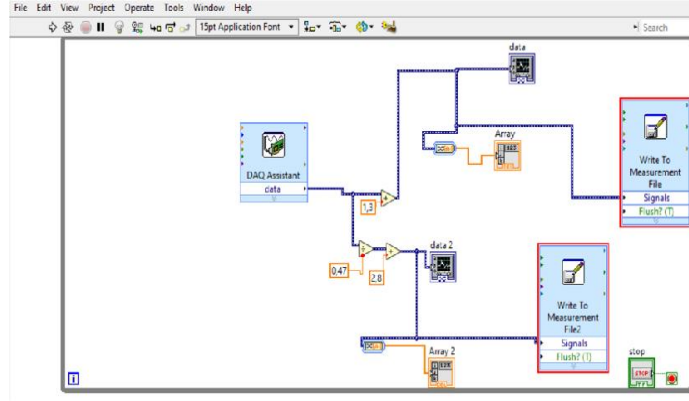 File Edit View Project Operate Tools Window Help
15pt Application Font
Search
data
Array
DAQ Assistant
data
Write To
Measurement
File
Signals
Flush? (T)
1,3
data 2
0,47
2,8
Write To
Measurement
File2
Signals
Flush? (T)
Array 2
stop
STOP
i